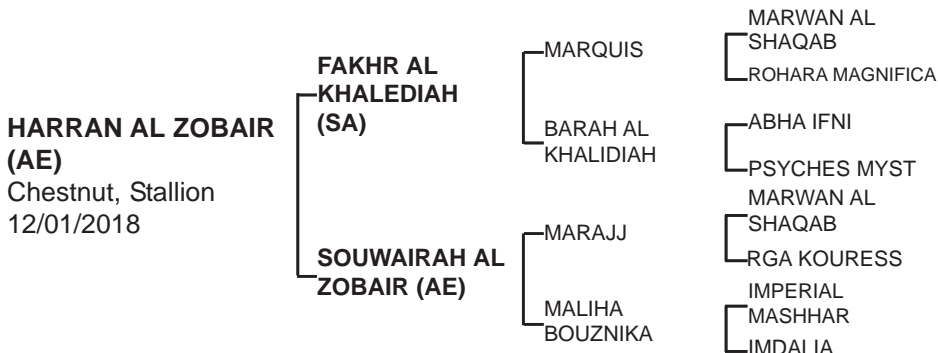 HARRAN AL ZOBAIR
(AE)
Chestnut, Stallion
12/01/2018
FAKHR AL
KHALEDIAH
(SA)
SOUWAIRAH AL
ZOBAIR (AE)
MARQUIS
BARAH AL
KHALIDIAH
MARAJJ
MALIHA
BOUZNIKA
MARWAN AL
SHAQAB
ROHARA MAGNIFICA
ABHA IFNI
PSYCHES MYST
MARWAN AL
SHAQAB
RGA KOURESS
IMPERIAL
MASHHAR
IMDALIA